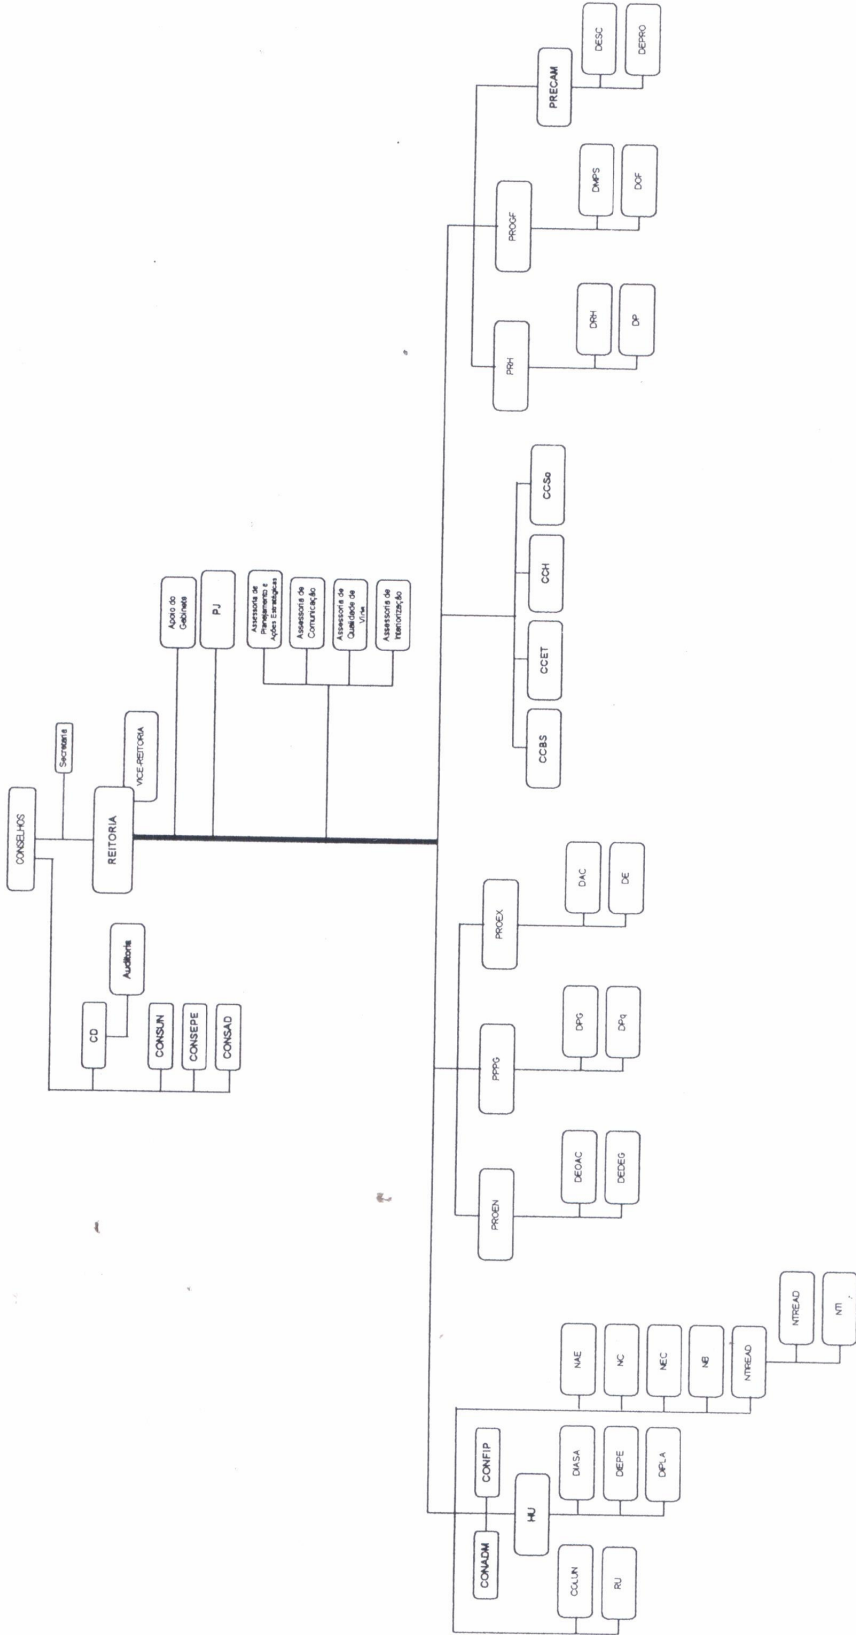 CONSELHOS
Secretaria
REITORIA
VICE-REITORIA
CD
Auditoria
CONSUN
CONSEPE
CONSAD
Apoio do
Gabinete
PJ
Assessoria de
Planejamento e
Ações Estratégicas
Assessoria de
Comunicação
Assessoria de
Qualidade de
Vida
Assessoria de
Interiorização
CONADM
CONFIP
HU
DIASA
DIEPE
DIPLA
COLUN
RU
NAE
NC
NEC
NB
NTIREAD
NTREAD
NTI
PROEN
DEOAC
DEDEG
PPPG
DPG
DPq
PROEX
DAC
DE
CCBS
CCET
CCH
CCSo
PRH
DRH
DP
PROGF
DMPS
DOF
PRECAM
DESC
DEPRO